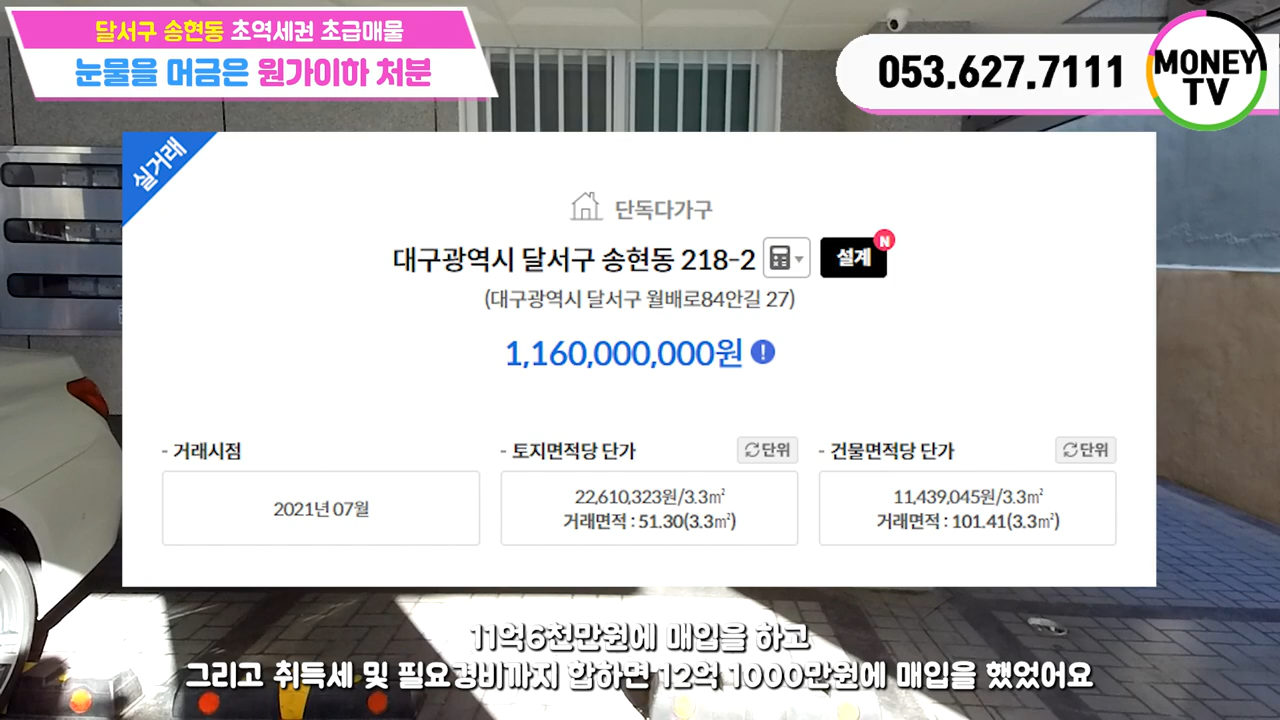 달서구 송현동 초역세권 초급매물
눈물을 머금은 원가이하 처분
053.627.7111
MONEY
TV
실거래
단독다가구
대구광역시 달서구 송현동 218-2
설계
N
(대구광역시 달서구 월배로84안길 27)
1,160,000,000원
- 거래시점
2021년 07월
- 토지면적당 단가
단위
22,610,323원/3.3㎡
거래면적 : 51.30(3.3㎡)
- 건물면적당 단가
단위
11,439,045원/3.3㎡
거래면적 : 101.41(3.3㎡)
11억6천만원에 매입을 하고
그리고 취득세 및 필요경비까지 합하면 12억 1000만원에 매입을 했었어요